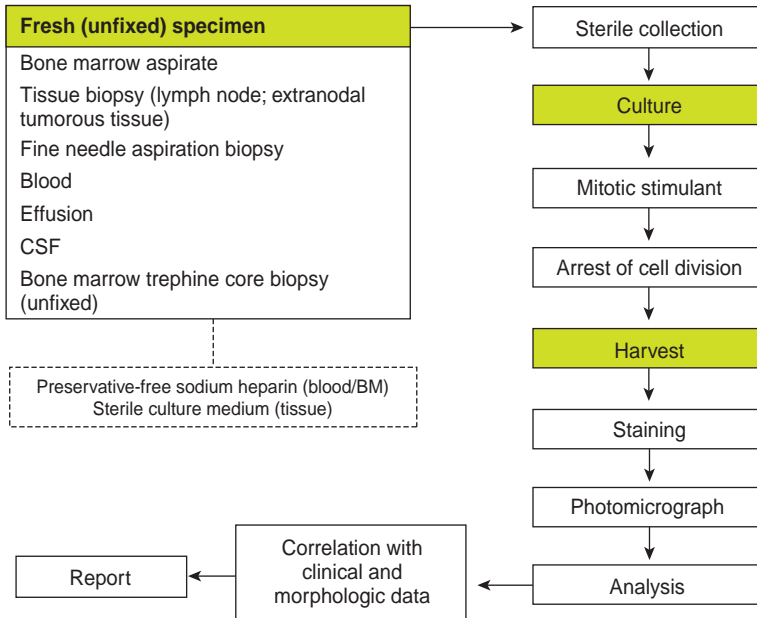 Fresh (unfixed) specimen
Bone marrow aspirate
Tissue biopsy (lymph node; extranodal
tumorous tissue)
Fine needle aspiration biopsy
Blood
Effusion
CSF
Bone marrow trephine core biopsy
(unfixed)
Preservative-free sodium heparin (blood/BM)
Sterile culture medium (tissue)
Sterile collection
Culture
Mitotic stimulant
Arrest of cell division
Harvest
Staining
Photomicrograph
Analysis
Correlation with
clinical and
morphologic data
Report